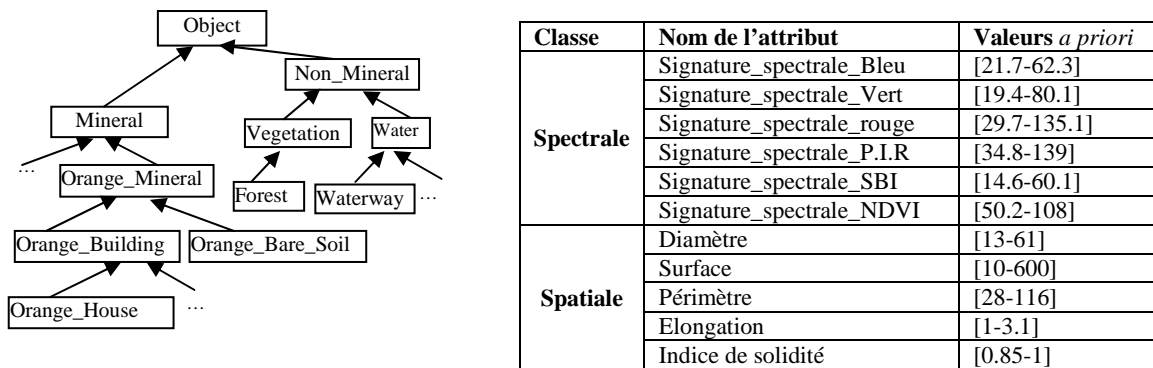 Object
Non_Mineral
Mineral
Vegetation
Water
...
Orange_Mineral
Forest
Waterway
...
Orange_Building
Orange_Bare_Soil
Orange_House
...
Classe Nom de l'attribut Valeurs a priori
Spectrale
Signature_spectrale_Bleu [21.7-62.3]
Signature_spectrale_Vert [19.4-80.1]
Signature_spectrale_rouge [29.7-135.1]
Signature_spectrale_P.I.R [34.8-139]
Signature_spectrale_SBI [14.6-60.1]
Signature_spectrale_NDVI [50.2-108]
Spatiale
Diamètre [13-61]
Surface [10-600]
Périmètre [28-116]
Elongation [1-3.1]
Indice de solidité [0.85-1]